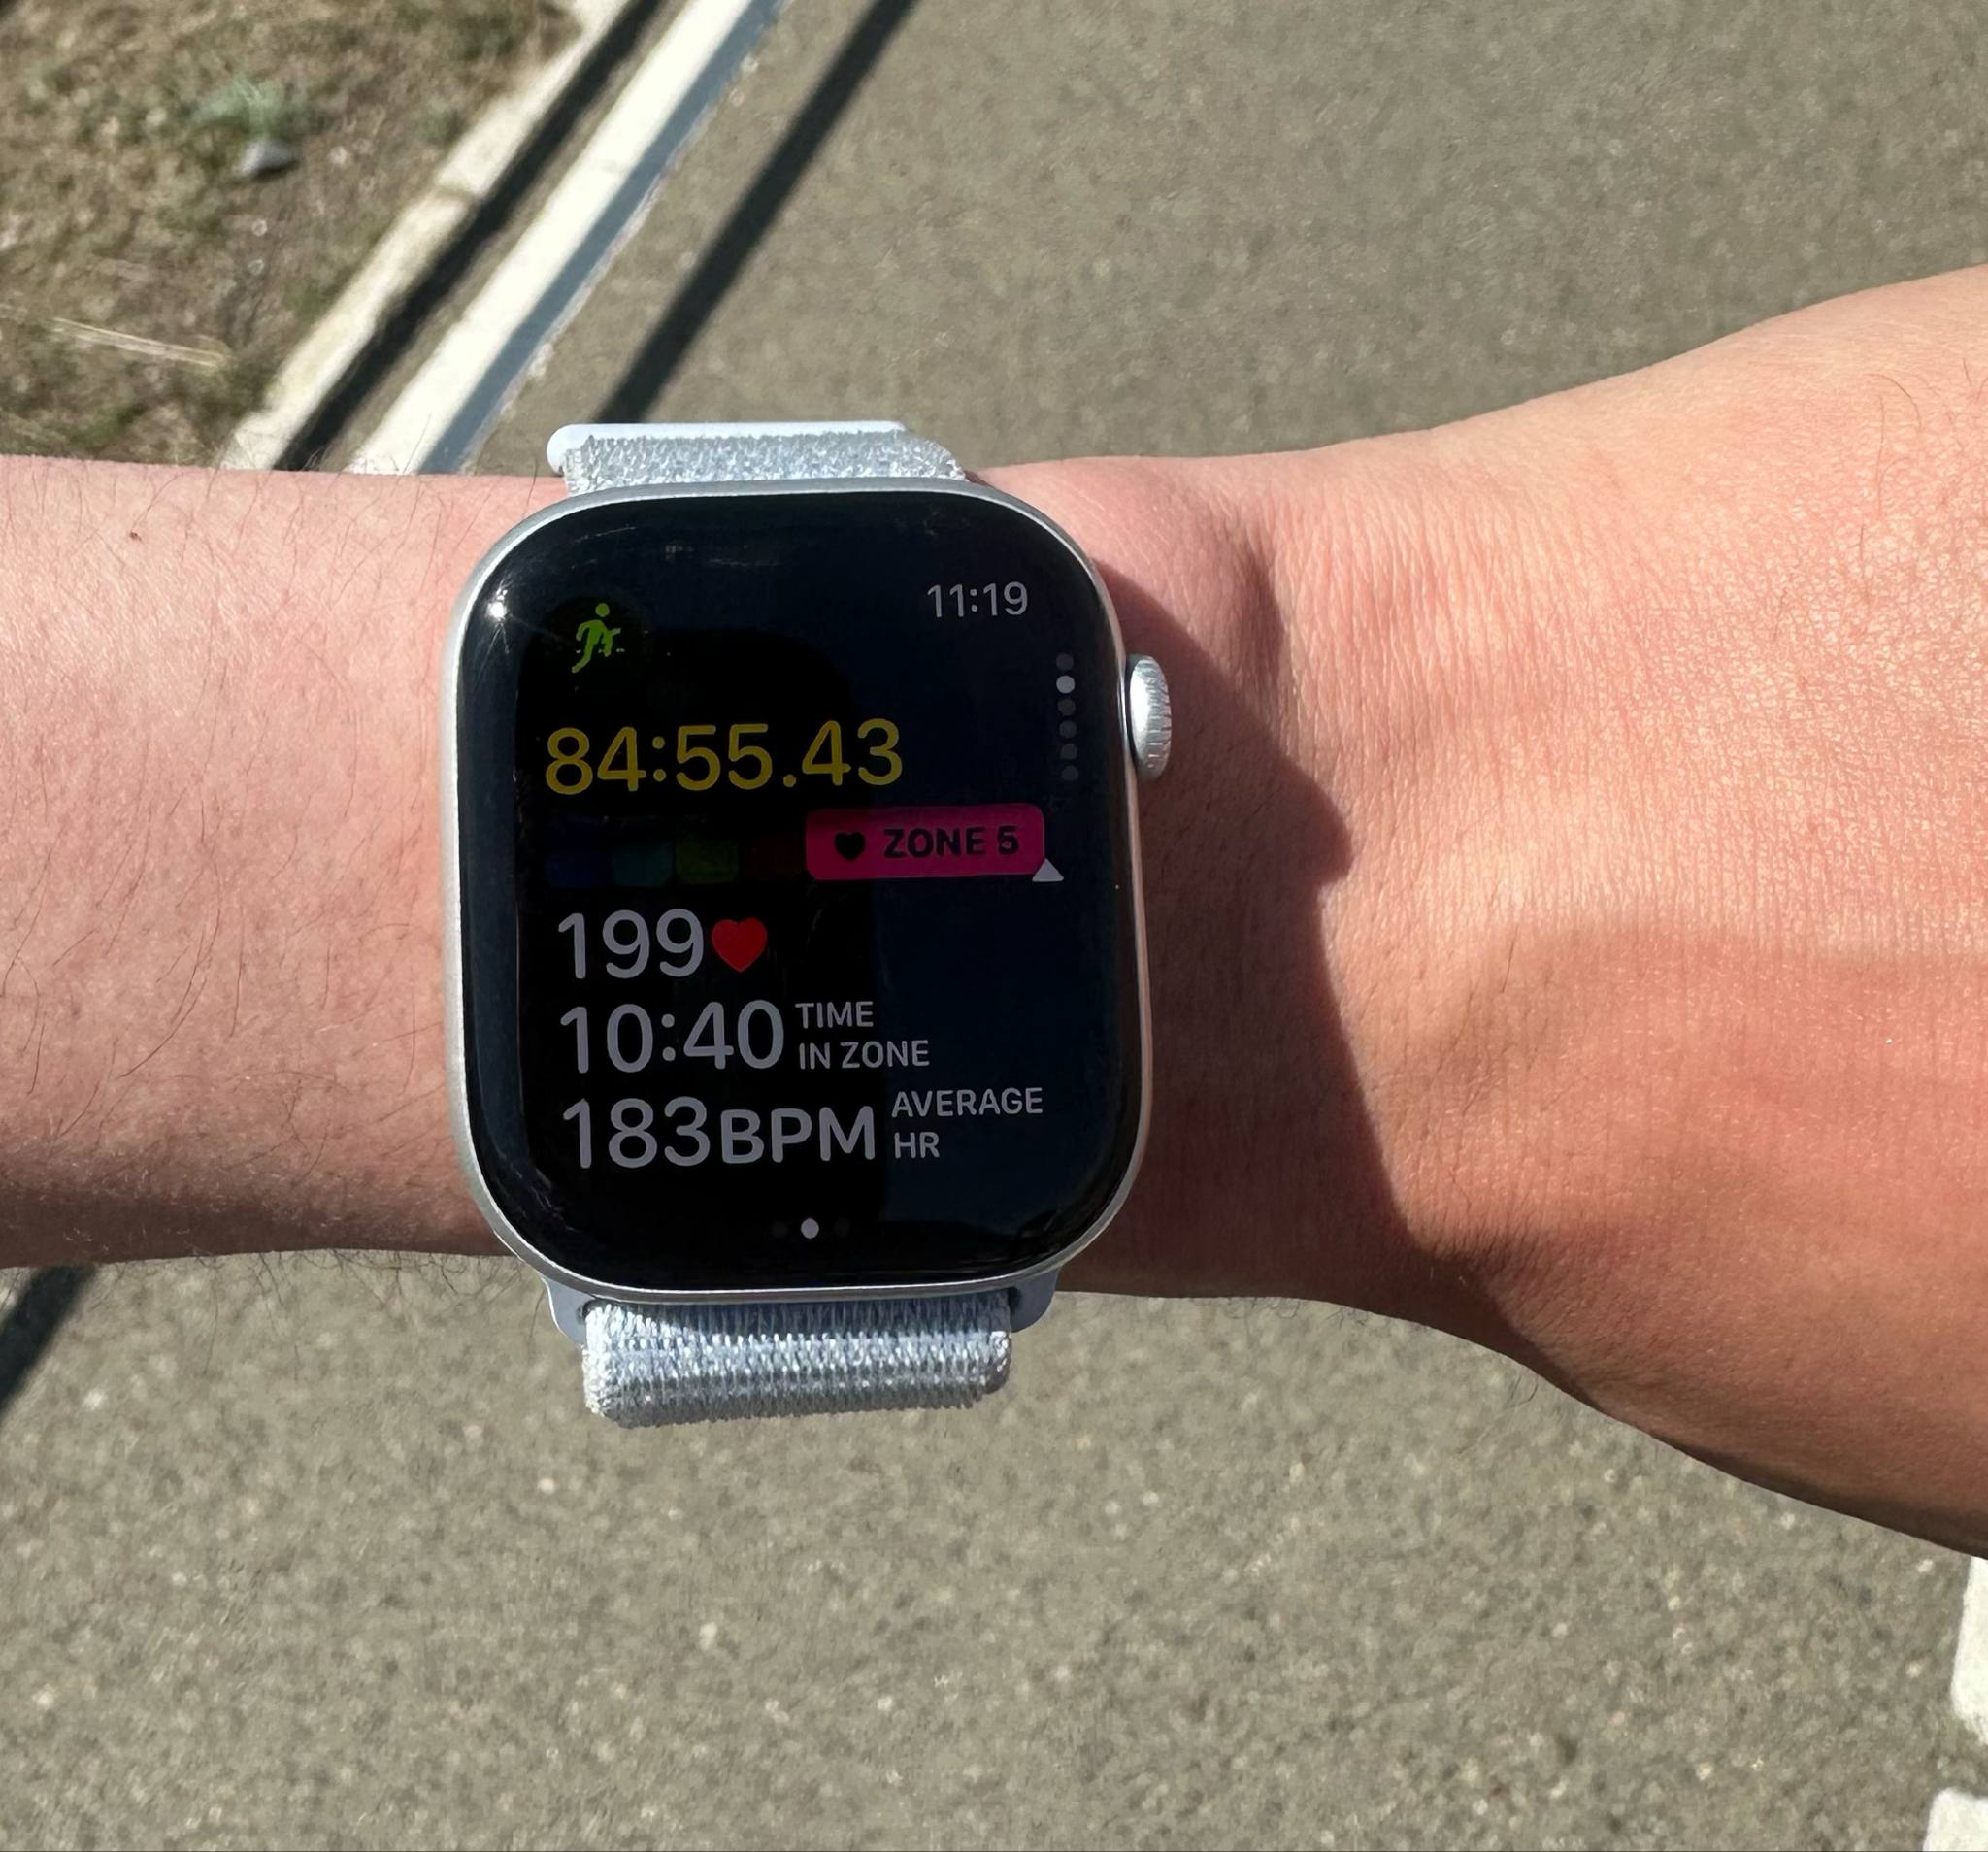 11:19
84:55.43
ZONE 5
199
10:40 TIME IN ZONE
183BPM AVERAGE HR